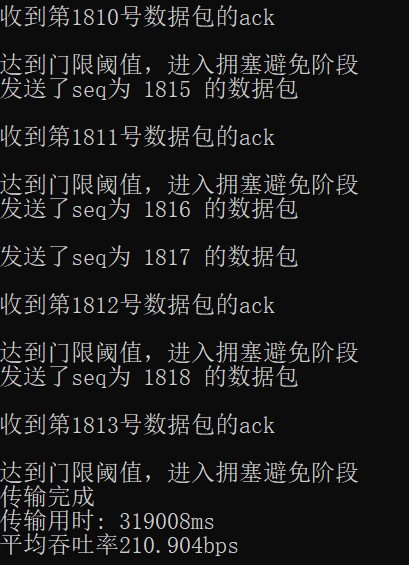 收到第1810号数据包的ack
达到门限阈值，进入拥塞避免阶段
发送了seq为 1815 的数据包
收到第1811号数据包的ack
达到门限阈值，进入拥塞避免阶段
发送了seq为 1816 的数据包
发送了seq为 1817 的数据包
收到第1812号数据包的ack
达到门限阈值，进入拥塞避免阶段
发送了seq为 1818 的数据包
收到第1813号数据包的ack
达到门限阈值，进入拥塞避免阶段
传输完成
传输用时: 319008ms
平均吞吐率210.904bps